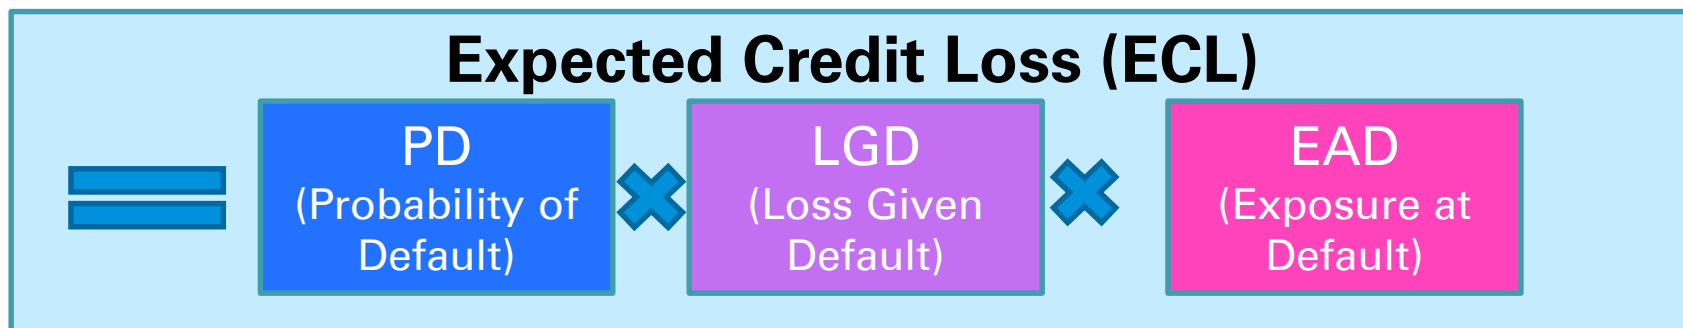 Expected Credit Loss (ECL)
PD
(Probability of
Default)
LGD
(Loss Given
Default)
EAD
(Exposure at
Default)